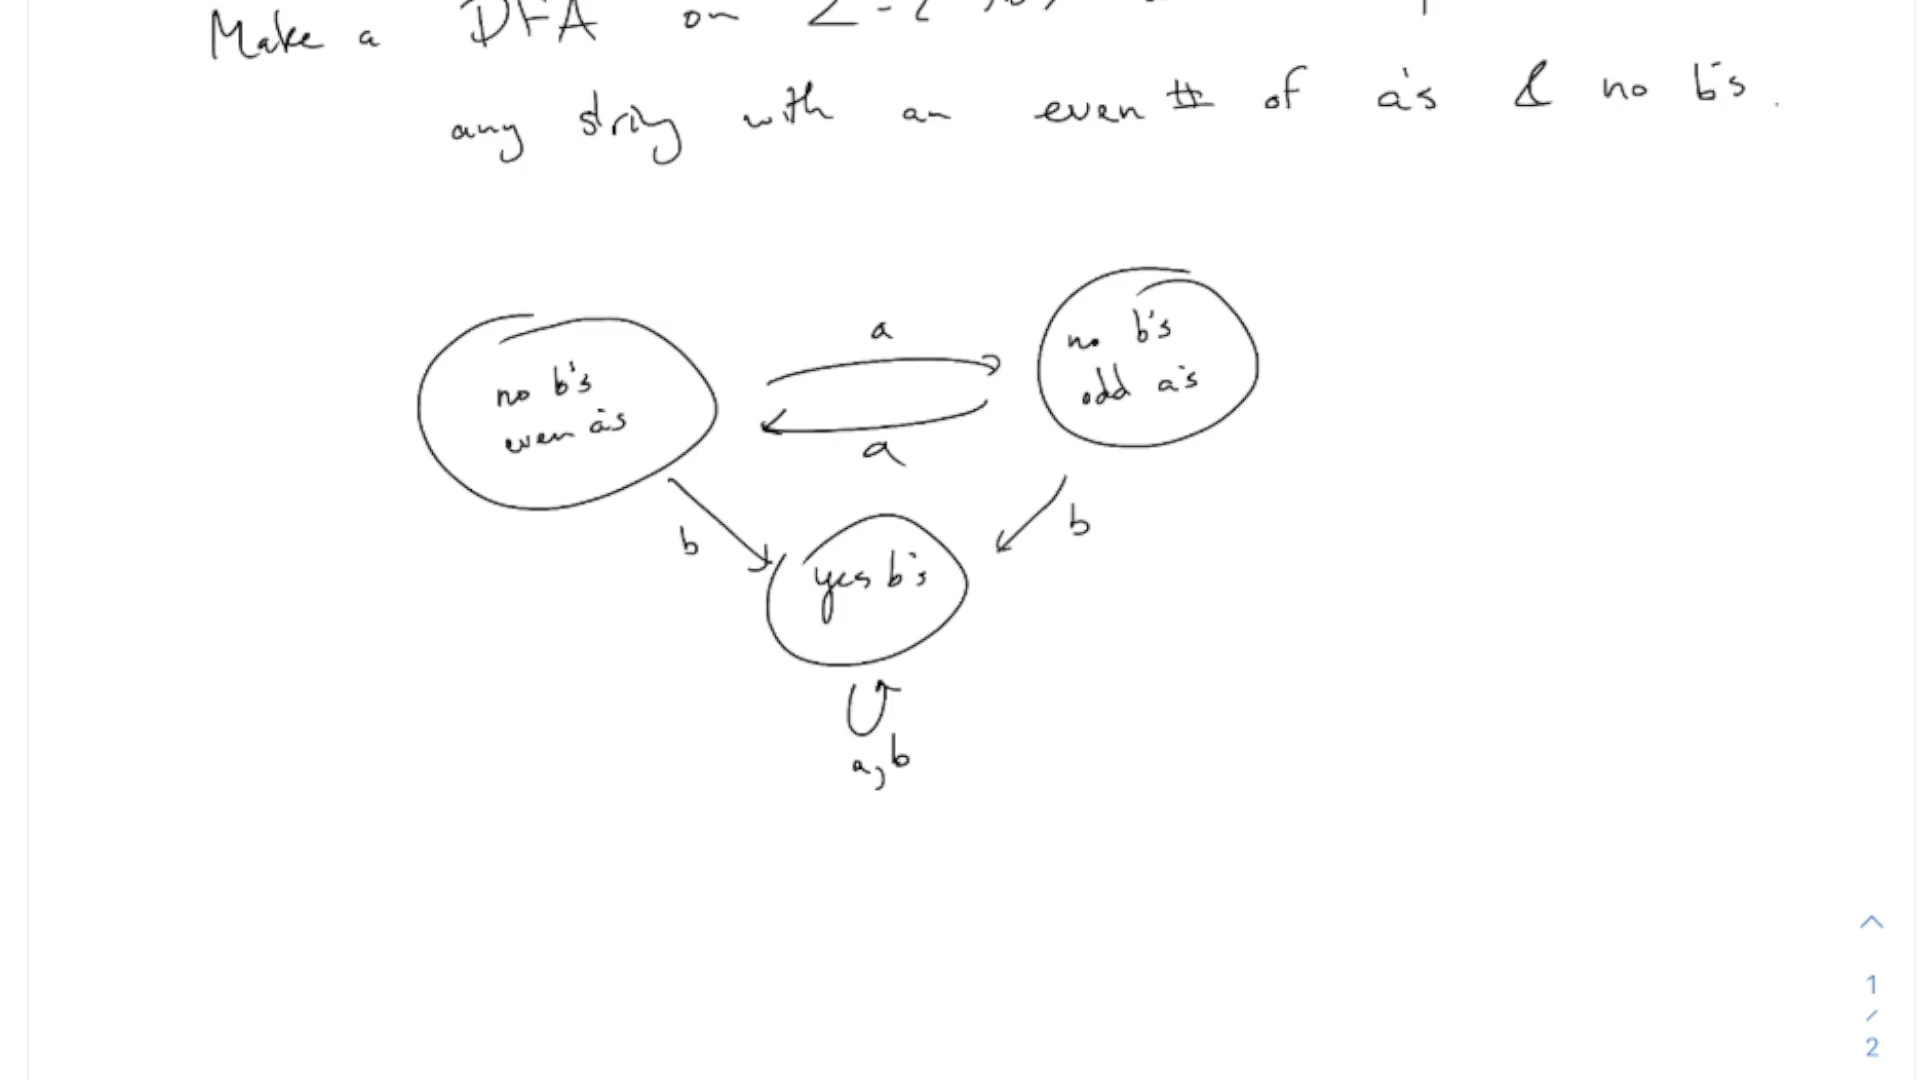 Make a DFA on Σ = {
any string with an even # of a's & no b's.
a
no b's
odd a's
no b's
even a's
a
b
b
yes b's
a, b
1
/
2